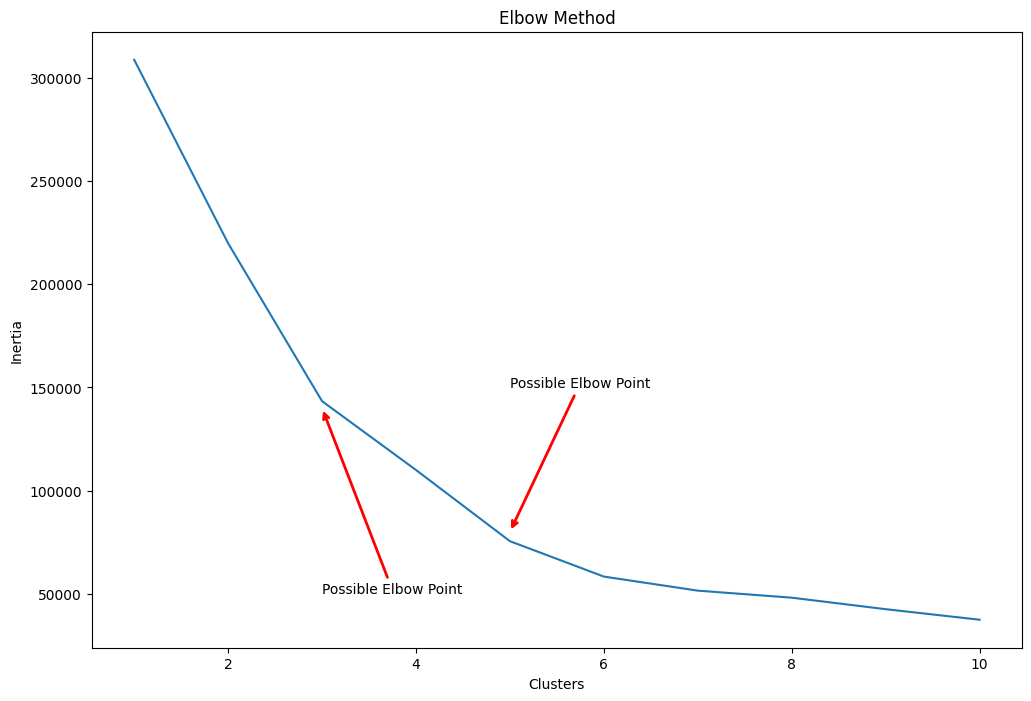 Elbow Method
300000
250000
200000
150000
100000
50000
Inertia
Possible Elbow Point
Possible Elbow Point
2
4
6
8
10
Clusters